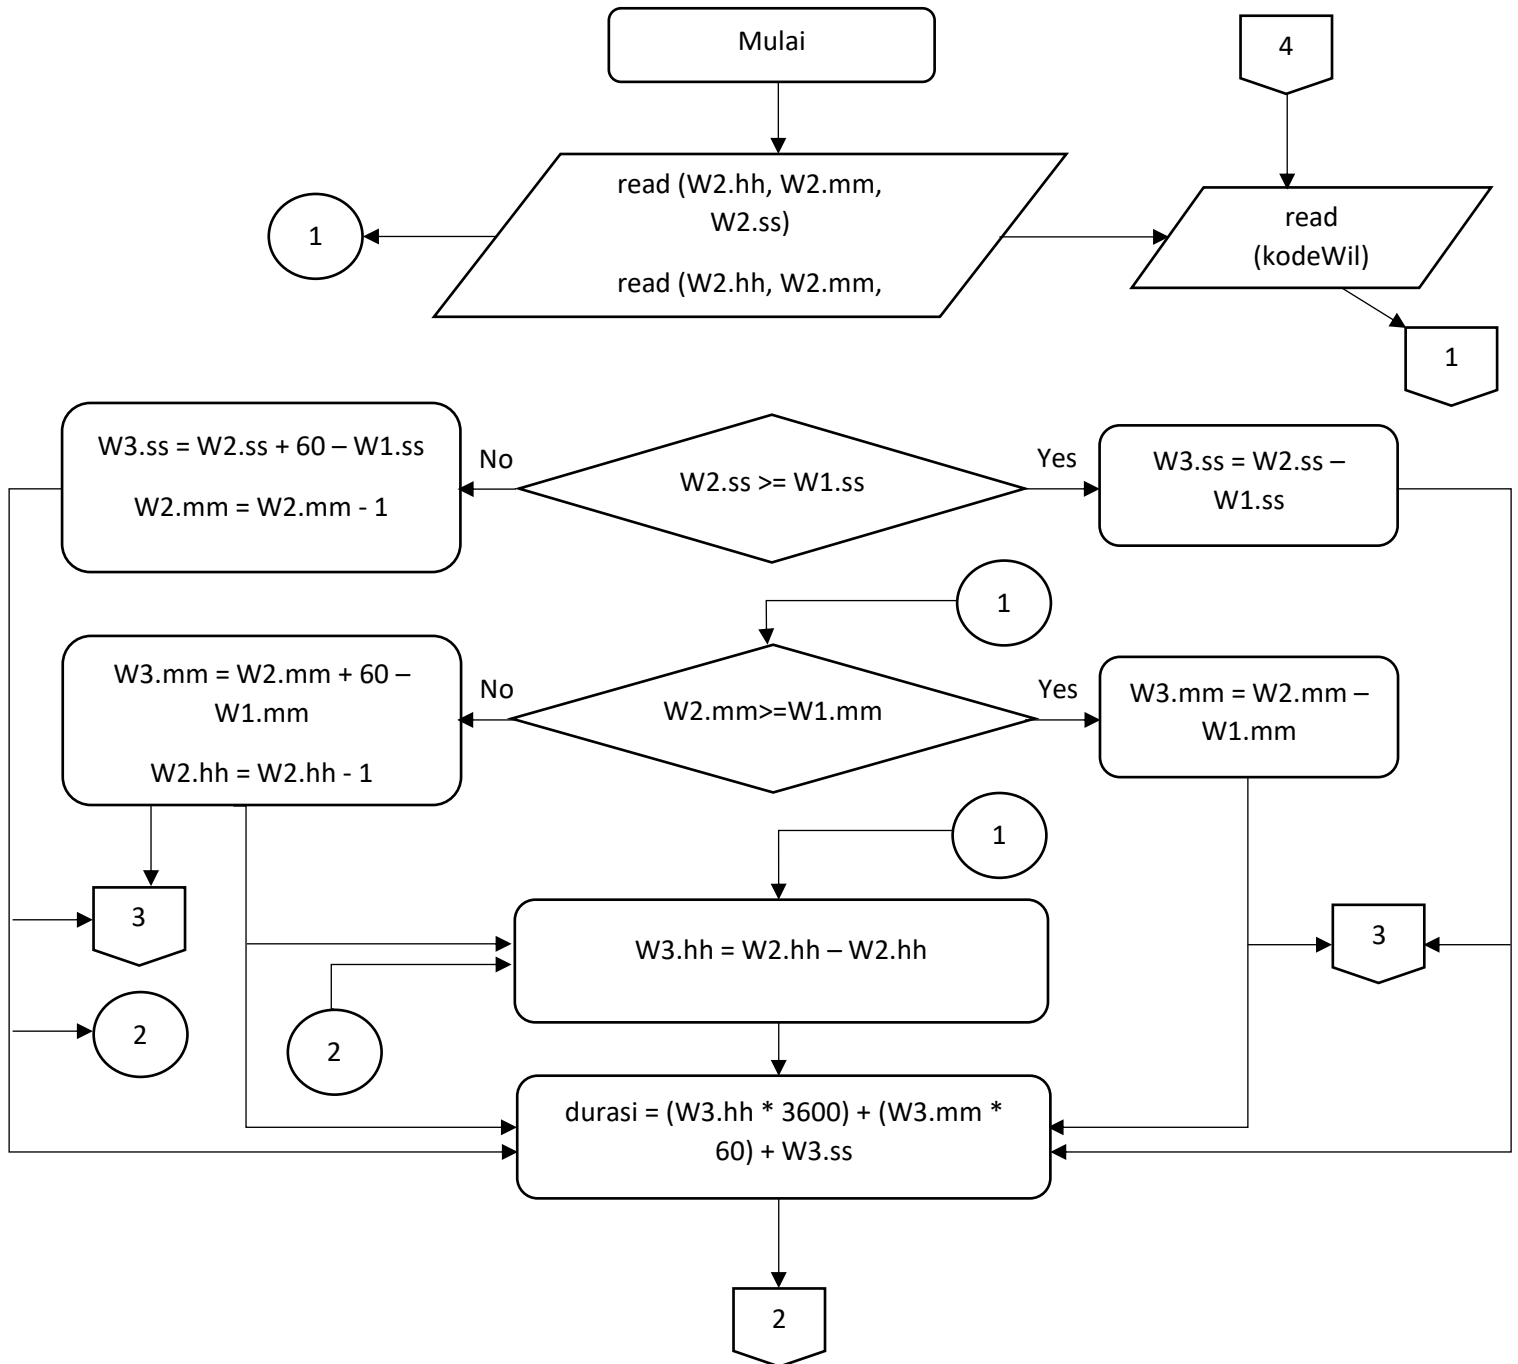 Mulai
4
read (W2.hh, W2.mm,
W2.ss)
read (W2.hh, W2.mm,
1
read
(kodeWil)
1
W3.ss = W2.ss + 60 – W1.ss
W2.mm = W2.mm - 1
No
W2.ss >= W1.ss
Yes
W3.ss = W2.ss –
W1.ss
1
W3.mm = W2.mm + 60 –
W1.mm
W2.hh = W2.hh - 1
No
W2.mm>=W1.mm
Yes
W3.mm = W2.mm –
W1.mm
1
3
W3.hh = W2.hh – W2.hh
3
2
2
durasi = (W3.hh * 3600) + (W3.mm *
60) + W3.ss
2